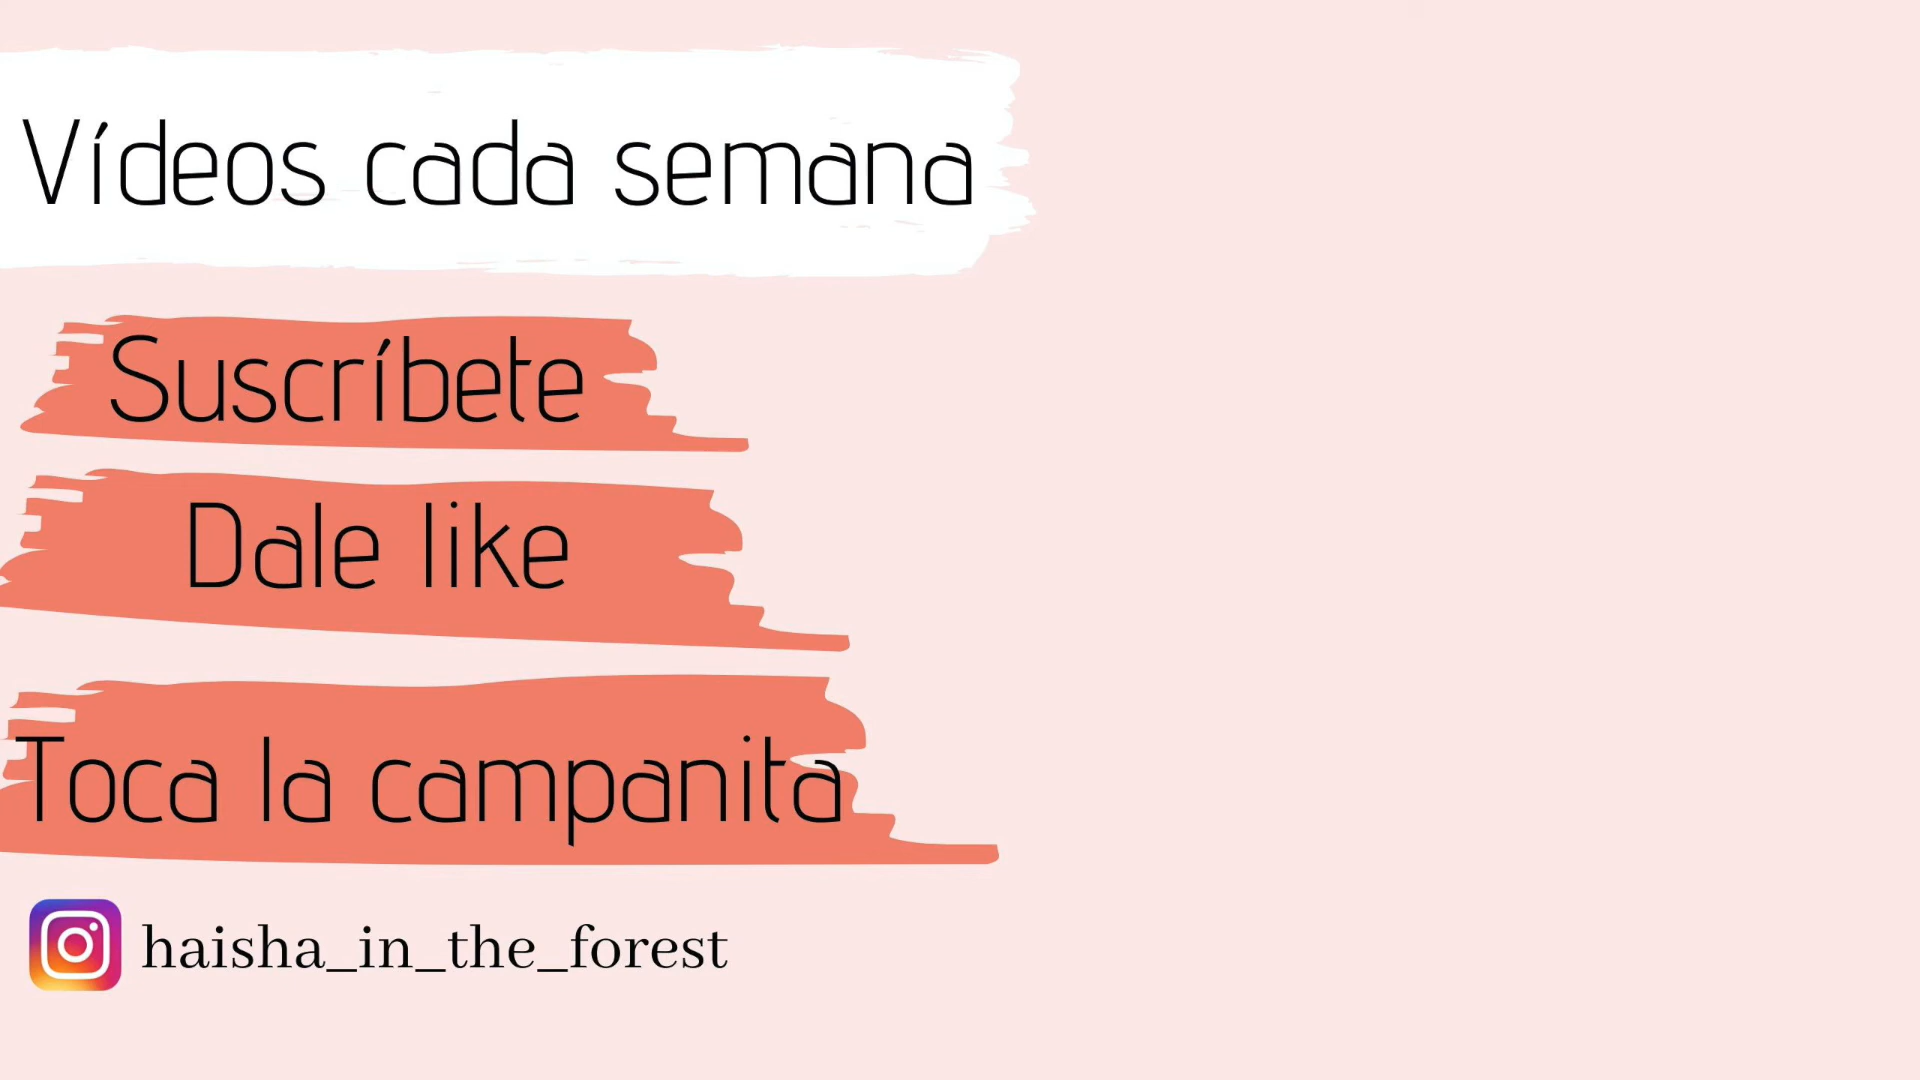 Vídeos cada semana
Suscríbete
Dale like
Toca la campanita
haisha_in_the_forest